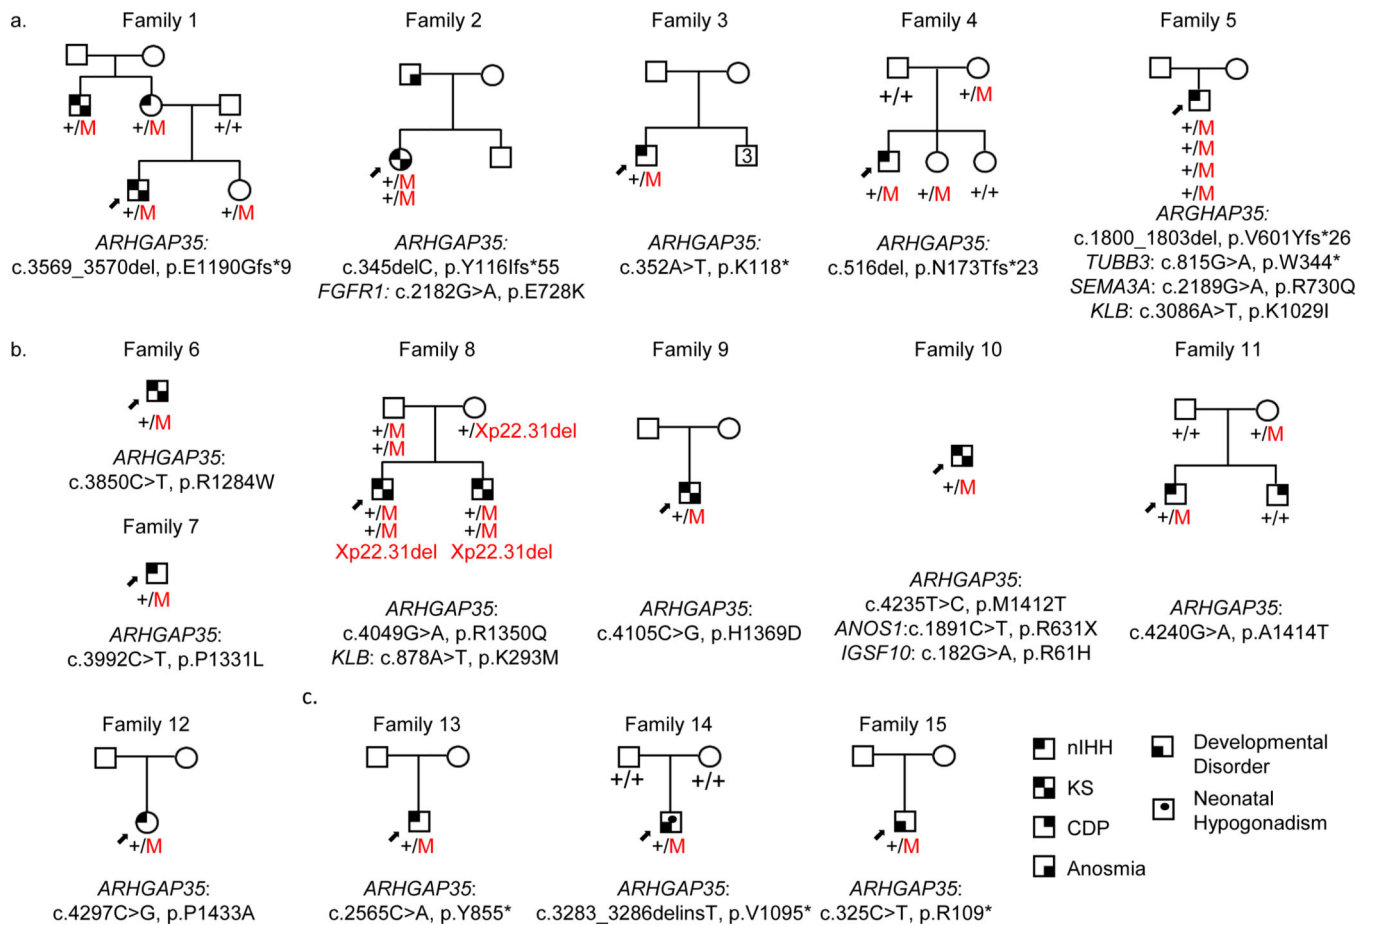 a.
Family 1
Family 2
Family 3
Family 4
Family 5
+/M
+/M
+/+
+/M
+/M
ARHGAP35:
c.3569_3570del, p.E1190Gfs*9
+/M
+/M
ARHGAP35:
c.345delC, p.Y116Ifs*55
FGFR1: c.2182G>A, p.E728K
3
+/M
ARHGAP35:
c.352A>T, p.K118*
+/+
+/M
+/M
+/M
+/+
ARHGAP35:
c.516del, p.N173Tfs*23
+/M
+/M
+/M
+/M
ARGHAP35:
c.1800_1803del, p.V601Yfs*26
TUBB3: c.815G>A, p.W344*
SEMA3A: c.2189G>A, p.R730Q
KLB: c.3086A>T, p.K1029I
b.
Family 6
+/M
ARHGAP35:
c.3850C>T, p.R1284W
Family 7
+/M
ARHGAP35:
c.3992C>T, p.P1331L
Family 8
+/M
+/M
+/Xp22.31del
+/M
+/M
Xp22.31del
+/M
+/M
Xp22.31del
ARHGAP35:
c.4049G>A, p.R1350Q
KLB: c.878A>T, p.K293M
Family 9
+/M
ARHGAP35:
c.4105C>G, p.H1369D
Family 10
+/M
ARHGAP35:
c.4235T>C, p.M1412T
ANOS1:c.1891C>T, p.R631X
IGSF10: c.182G>A, p.R61H
Family 11
+/+
+/M
+/M
+/+
ARHGAP35:
c.4240G>A, p.A1414T
Family 12
+/M
ARHGAP35:
c.4297C>G, p.P1433A
c.
Family 13
+/M
ARHGAP35:
c.2565C>A, p.Y855*
Family 14
+/+
+/+
+/M
ARHGAP35:
c.3283_3286delinsT, p.V1095*
Family 15
+/M
ARHGAP35:
c.325C>T, p.R109*
nIHH
KS
CDP
Anosmia
Developmental
Disorder
Neonatal
Hypogonadism